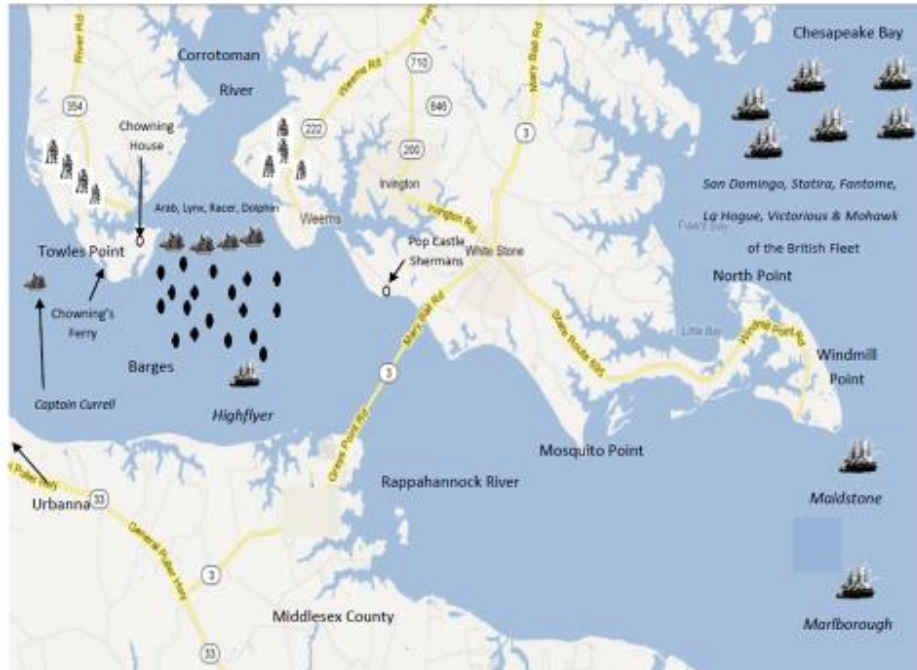 Corrotoman
River
Chesapeake Bay
River Rd
Weems Rd
Irvington
Mary Ball Rd
710
646
354
3
222
200
Chowning
House
Irvington
San Domingo, Statira, Fantome,
La Hogue, Victorious & Mohawk
of the British Fleet
Arab, Lynx, Racer, Dolphin
Weems
Irvington Rd
Towles Point
Pop Castle
Shermans
White Stone
North Point
Chowning's
Ferry
Mary Ball Rd
State Route 695
Little Bay
Windmill Point Rd
Windmill
Point
Barges
3
Captain Currell
Highflyer
Greys Point Rd
Mosquito Point
Rappahannock River
Maidstone
Puller Hwy
33
Urbanna
General Puller Hwy
3
Middlesex County
Marlborough
33